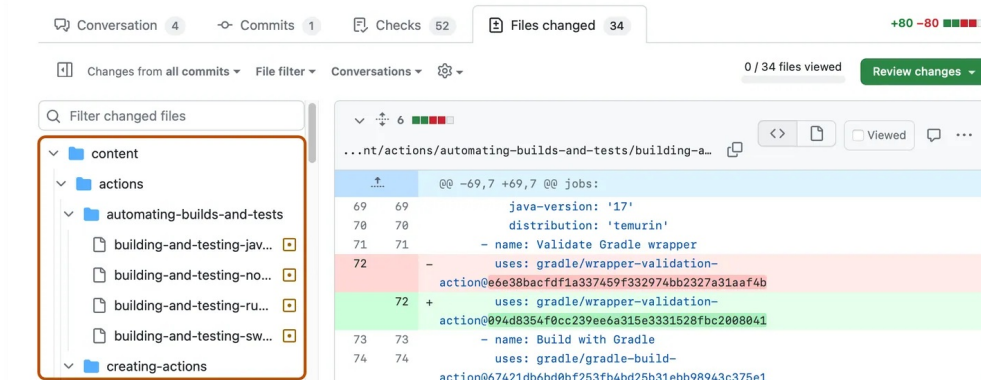 Conversation 4 Commits 1 Checks 52 Files changed 34 +80 −80
Changes from all commits File filter Conversations 0 / 34 files viewed Review changes
Filter changed files
content
actions
automating-builds-and-tests
building-and-testing-jav...
building-and-testing-no...
building-and-testing-ru...
building-and-testing-sw...
creating-actions
6 Viewed
...nt/actions/automating-builds-and-tests/building-a...
@@ -69,7 +69,7 @@ jobs:
69 69 java-version: '17'
70 70 distribution: 'temurin'
71 71 - name: Validate Gradle wrapper
72 - uses: gradle/wrapper-validation-
action@e6e38bacfdf1a337459f332974bb2327a31aaf4b
72 + uses: gradle/wrapper-validation-
action@094d8354f0cc239ee6a315e3331528fbc2008041
73 73 - name: Build with Gradle
74 74 uses: gradle/gradle-build-
action@67421db6bd0bf253fb4bd25b31ebb98943c375e1